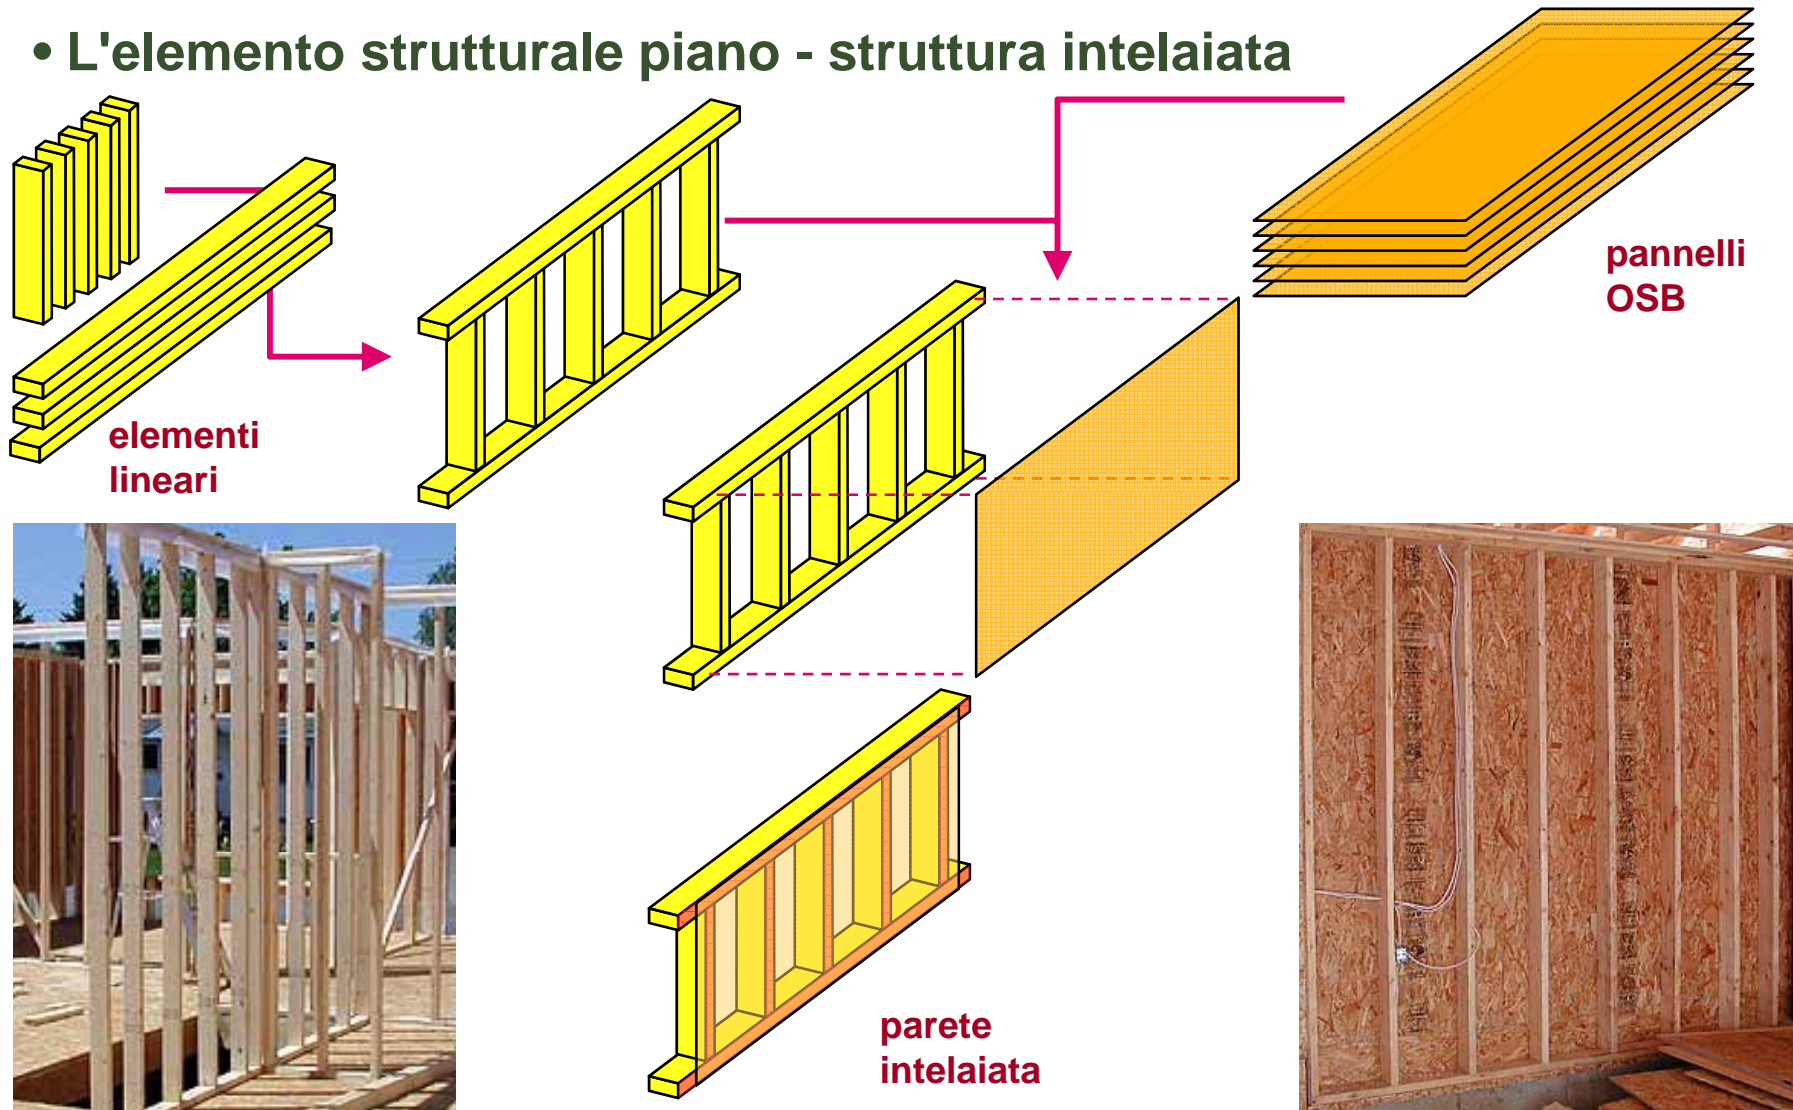 • L'elemento strutturale piano - struttura intelaiata
pannelli
OSB
elementi
lineari
parete
intelaiata